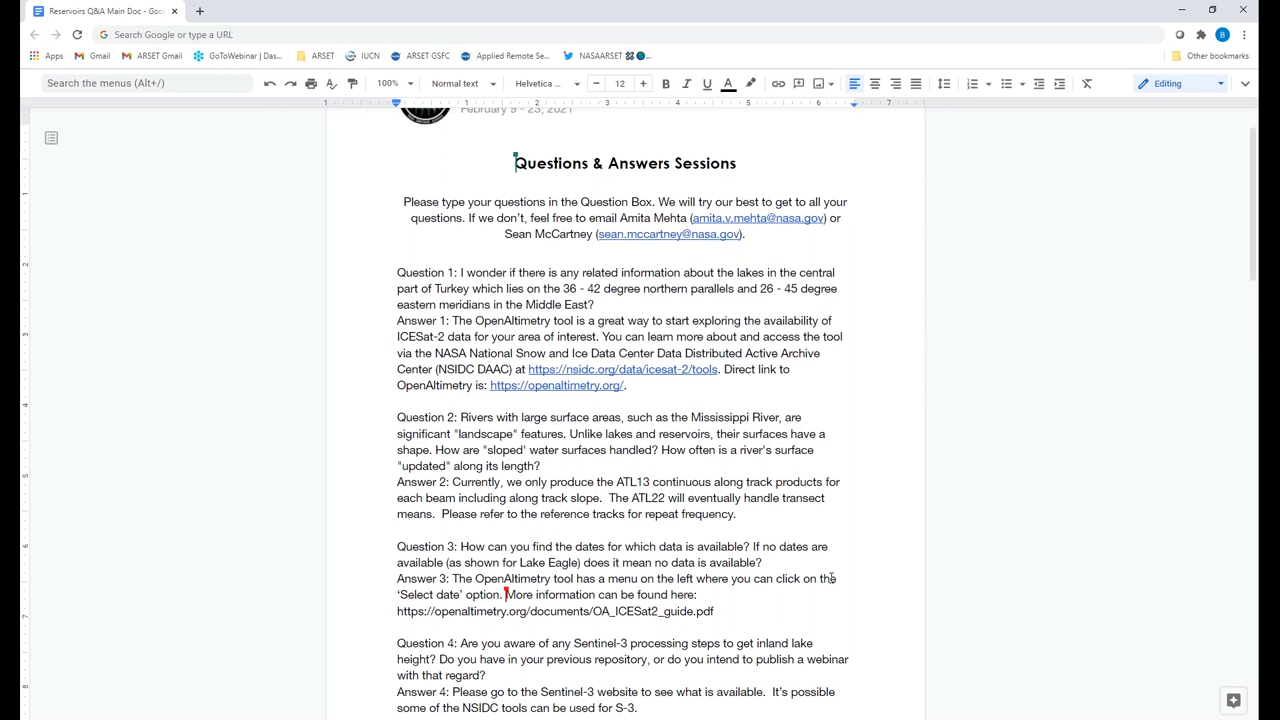 Reservoirs Q&A Main Doc - Goo
Search Google or type a URL
Apps
Gmail
ARSET Gmail
GoToWebinar | Das...
ARSET
IUCN
ARSET GSFC
Applied Remote Se...
NASAARSET
Other bookmarks
Search the menus (Alt+/)
100%
Normal text
Helvetica ...
12
Editing
February 9 - 23, 2021
Questions & Answers Sessions
Please type your questions in the Question Box. We will try our best to get to all your
questions. If we don't, feel free to email Amita Mehta (amita.v.mehta@nasa.gov) or
Sean McCartney (sean.mccartney@nasa.gov).
Question 1: I wonder if there is any related information about the lakes in the central
part of Turkey which lies on the 36 - 42 degree northern parallels and 26 - 45 degree
eastern meridians in the Middle East?
Answer 1: The OpenAltimetry tool is a great way to start exploring the availability of
ICESat-2 data for your area of interest. You can learn more about and access the tool
via the NASA National Snow and Ice Data Center Data Distributed Active Archive
Center (NSIDC DAAC) at https://nsidc.org/data/icesat-2/tools. Direct link to
OpenAltimetry is: https://openaltimetry.org/.
Question 2: Rivers with large surface areas, such as the Mississippi River, are
significant "landscape" features. Unlike lakes and reservoirs, their surfaces have a
shape. How are "sloped' water surfaces handled? How often is a river's surface
"updated" along its length?
Answer 2: Currently, we only produce the ATL13 continuous along track products for
each beam including along track slope.  The ATL22 will eventually handle transect
means.  Please refer to the reference tracks for repeat frequency.
Question 3: How can you find the dates for which data is available? If no dates are
available (as shown for Lake Eagle) does it mean no data is available?
Answer 3: The OpenAltimetry tool has a menu on the left where you can click on the
‘Select date’ option. More information can be found here:
https://openaltimetry.org/documents/OA_ICESat2_guide.pdf
Question 4: Are you aware of any Sentinel-3 processing steps to get inland lake
height? Do you have in your previous repository, or do you intend to publish a webinar
with that regard?
Answer 4: Please go to the Sentinel-3 website to see what is available.  It's possible
some of the NSIDC tools can be used for S-3.